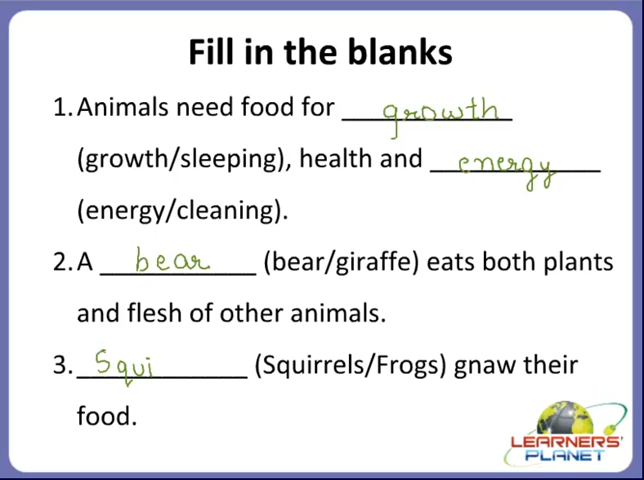 Fill in the blanks
1. Animals need food for growth
(growth/sleeping), health and energy
(energy/cleaning).
2. A bear (bear/giraffe) eats both plants
and flesh of other animals.
3. Squi (Squirrels/Frogs) gnaw their
food.
LEARNERS'
PLANET